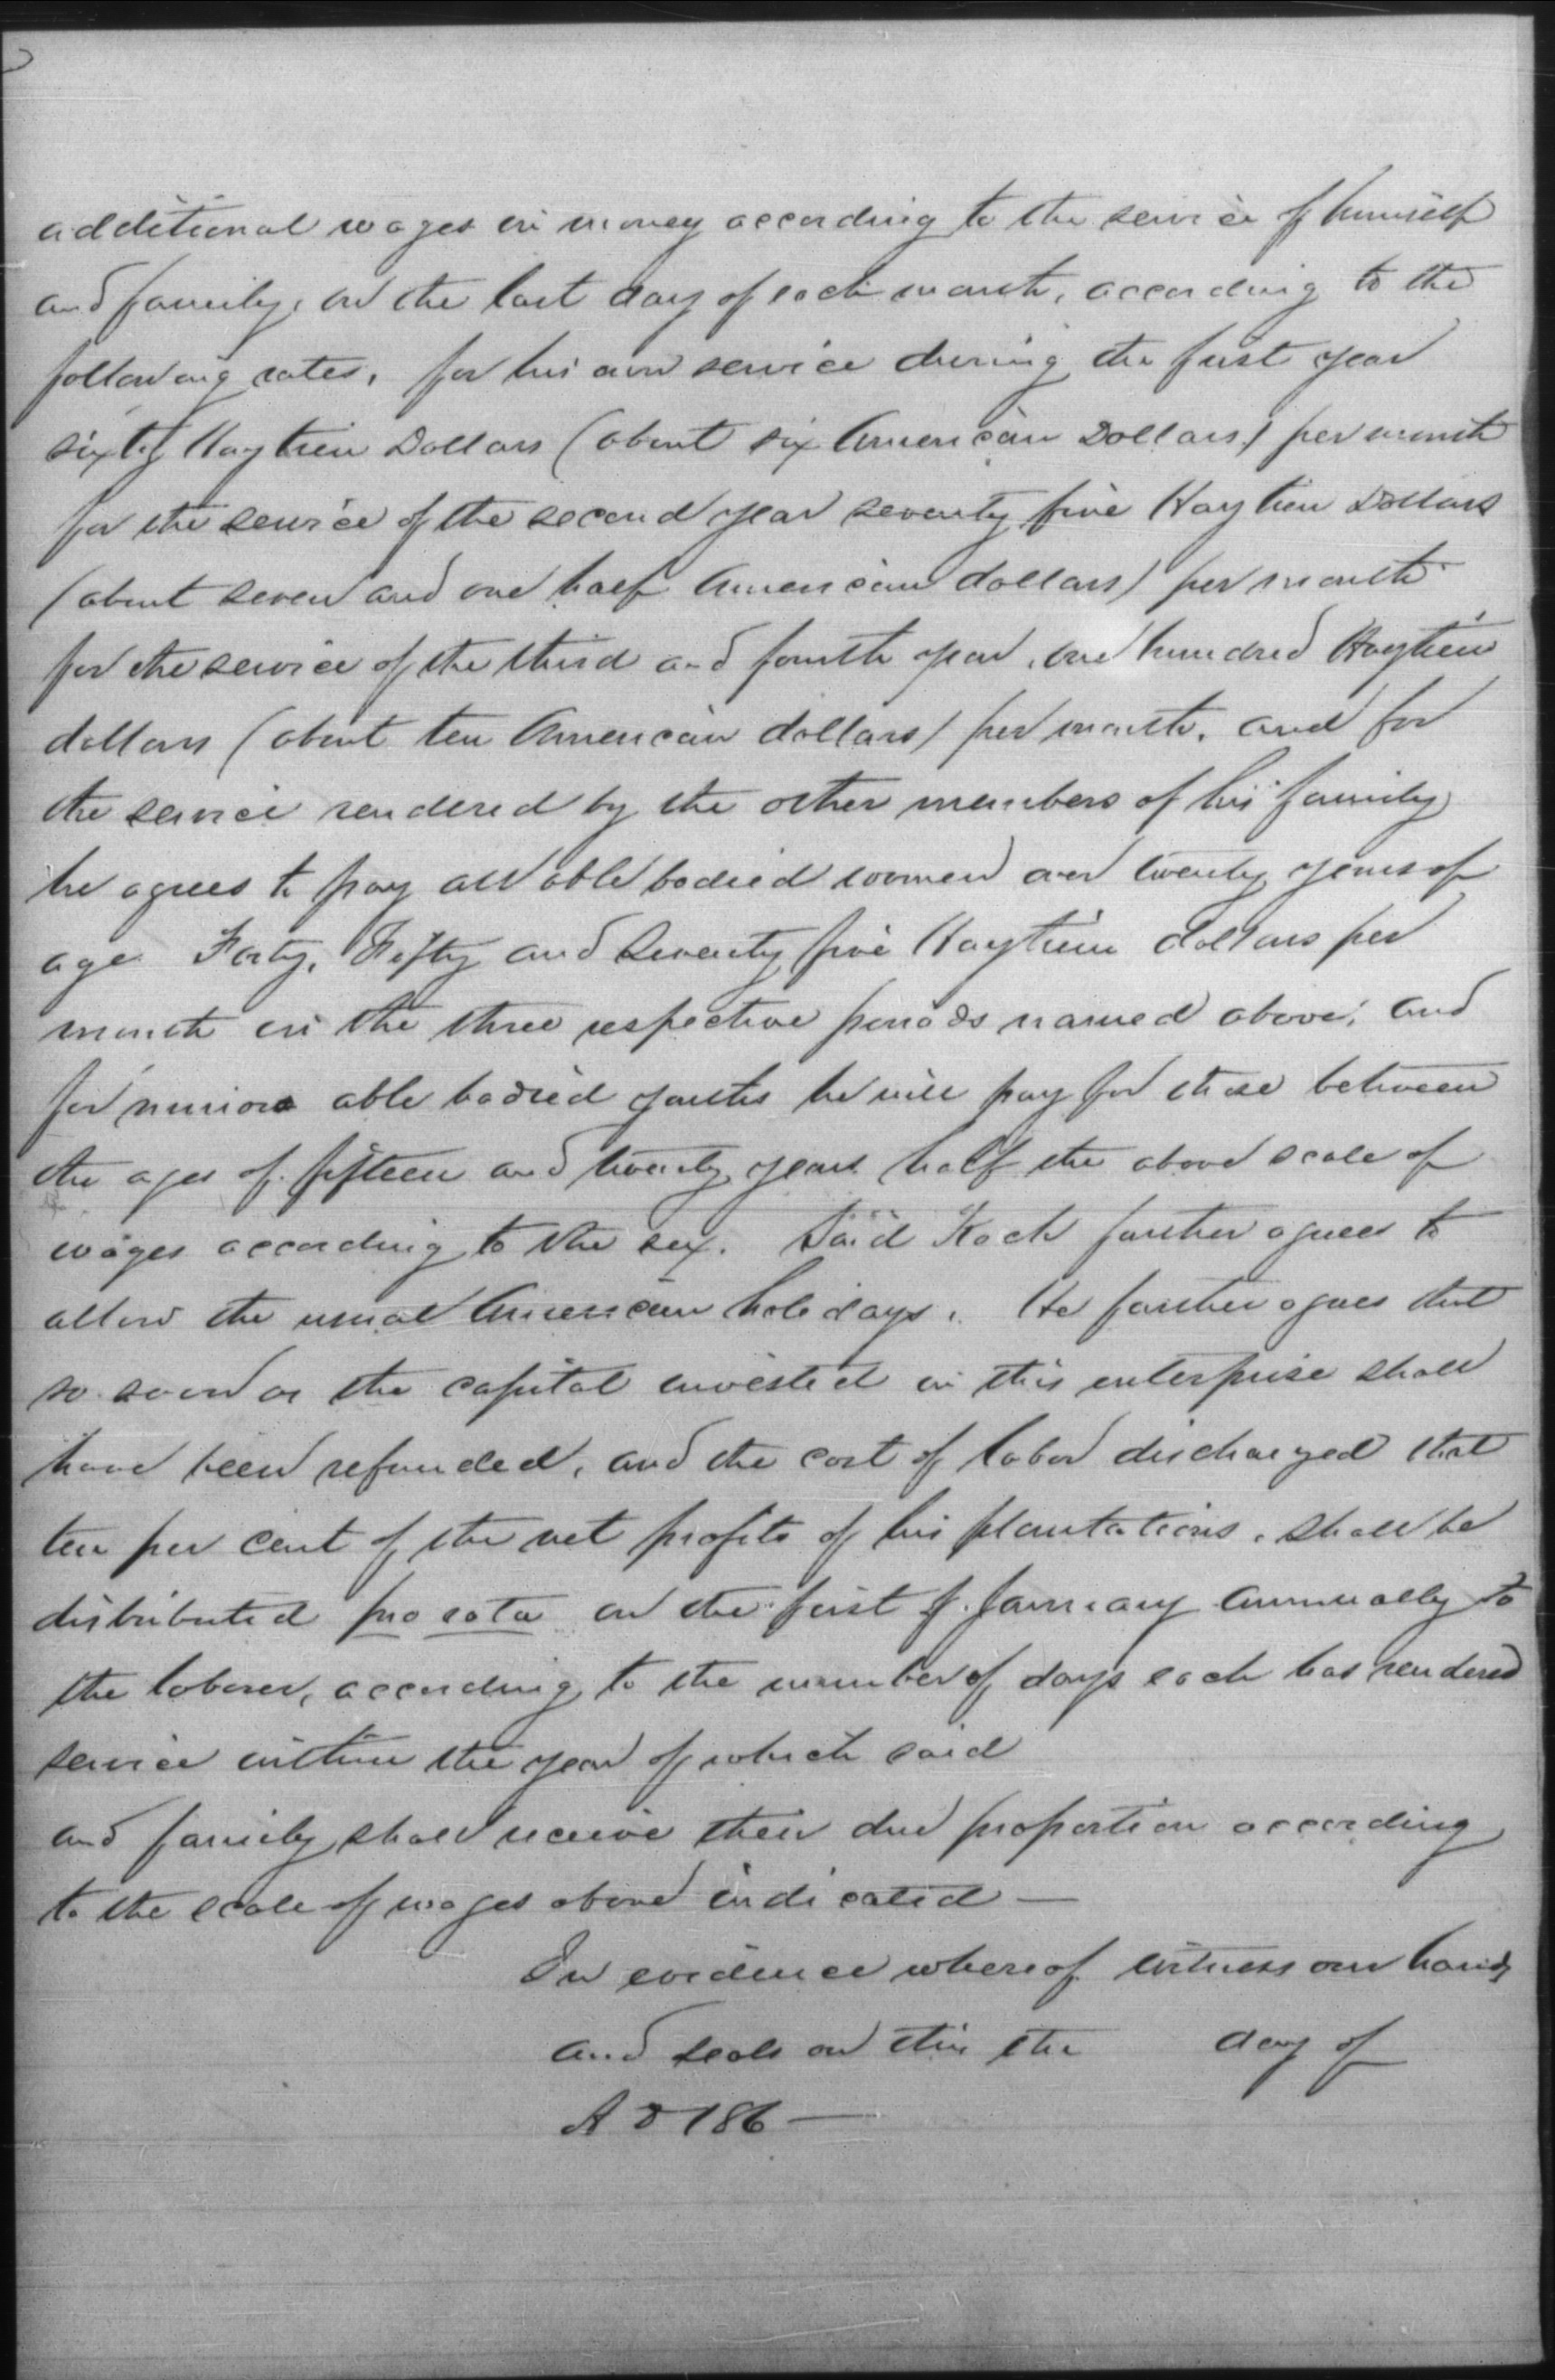 additional wages in money according to the service of himself
and family, on the last day of each month, according to the
following rates, for his own service during the first year
sixty Haytien Dollars (about six American Dollars) per month
for the service of the second year seventy five Haytien Dollars
(about seven and one half American dollars) per month
for the service of the third and fourth year, one hundred Haytien
dollars (about ten American dollars) per month, and for
the service rendered by the other members of his family
he agrees to pay all able bodied women over twenty years of
age Forty, Fifty and Seventy five Haytien dollars per
month in the three respective periods named above, and
for minors able bodied youths he will pay for those between
the ages of fifteen and twenty years half the above scale of
wages according to the sex. Said Kock further agrees to
allow the usual American holidays. He further agrees that
so soon as the capital invested in this enterprise shall
have been refunded, and the cost of labor discharged that
ten per cent of the net profits of his plantations, shall be
distributed pro rata on the first of January annually to
the laborer, according to the number of days each has rendered
service within the year of which said
and family shall receive their due proportion according
to the scale of wages above indicated —
In evidence whereof witness our hands
and seals on this the day of
A D 186—